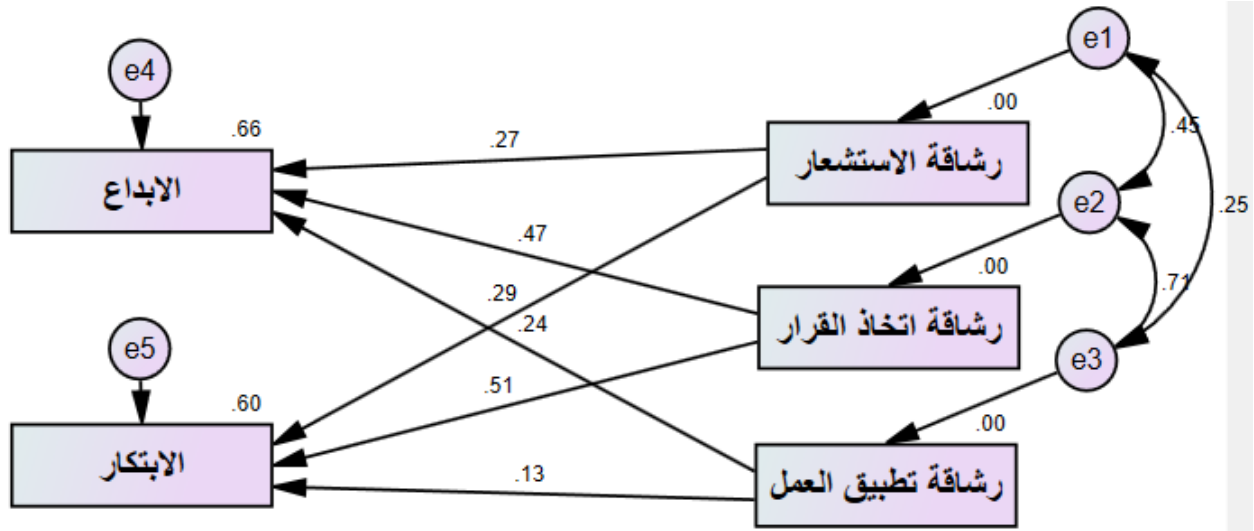 e1
e4
.00
.66
.27
.45
رشاقة الاستشعار
الابداع
e2
.25
.47
.00
.29
.71
.24
رشاقة اتخاذ القرار
e5
e3
.51
.60
.00
الابتكار
.13
رشاقة تطبيق العمل